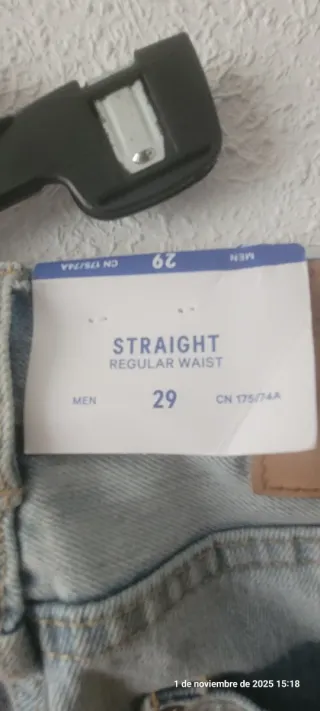 MEN 29 CN 175/74A
STRAIGHT
REGULAR WAIST
MEN 29 CN 175/74A
1 de noviembre de 2025 15:18